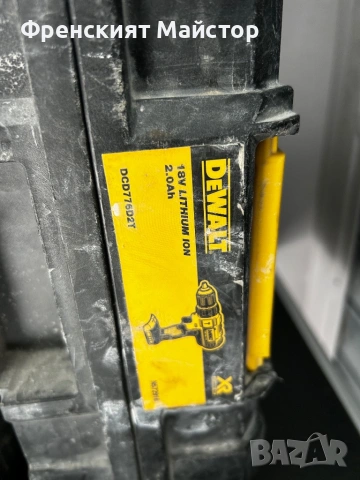 Френският Майстор
DEWALT
18V LITHIUM ION
2.0Ah
DCD776D2T
XR
BAZAR